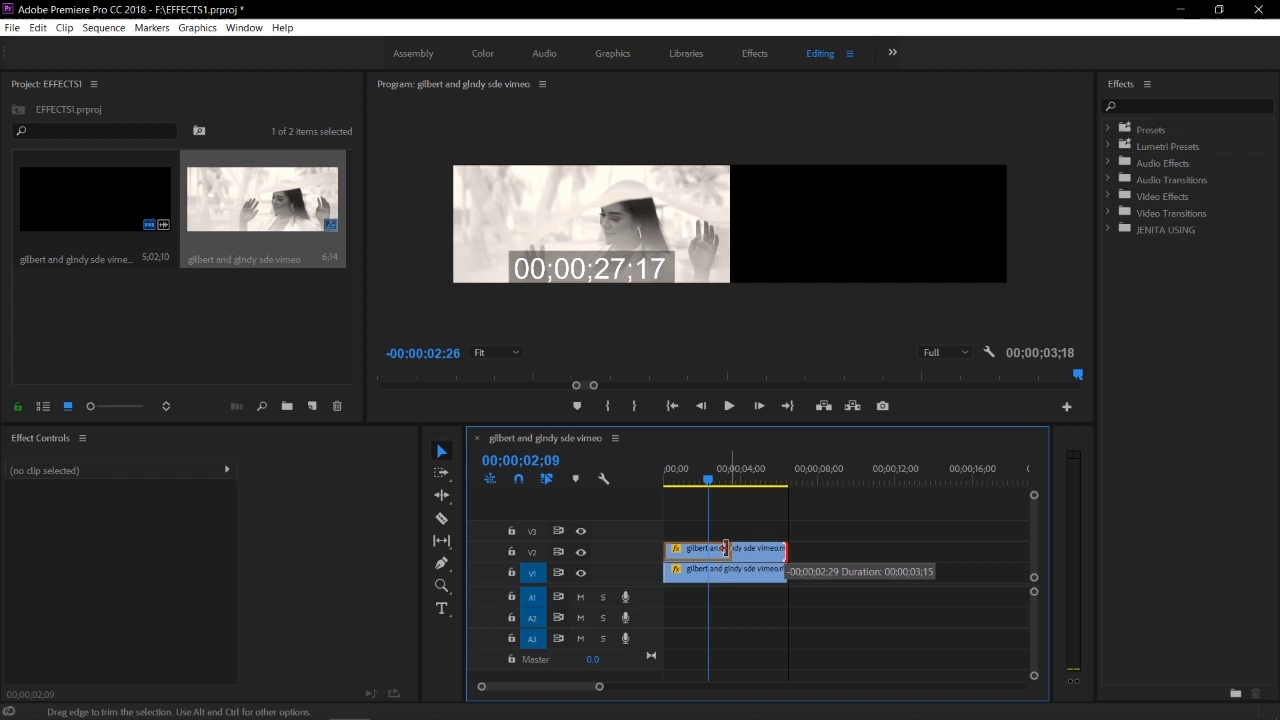 Adobe Premiere Pro CC 2018 - F:\EFFECTS1.prproj *
File Edit Clip Sequence Markers Graphics Window Help
Assembly Color Audio Graphics Libraries Effects Editing
Project: EFFECTS1
EFFECTS1.prproj
1 of 2 items selected
gilbert and gIndy sde vime... 5;02;10
gilbert and gIndy sde vimeo 6;14
Program: gilbert and gIndy sde vimeo
00;00;27;17
-00;00;02;26 Fit Full 00;00;03;18
Effects
Presets
Lumetri Presets
Audio Effects
Audio Transitions
Video Effects
Video Transitions
JENITA USING
Effect Controls
(no clip selected)
00;00;02;09
gilbert and gIndy sde vimeo
00;00;02;09
;00;00 00;00;04;00 00;00;08;00 00;00;12;00 00;00;16;00
V3
V2 fx
V1 fx gilbert and gIndy sde vimeo.m
-00;00;02;29 Duration: 00;00;03;15
A1 M S
A2 M S
A3 M S
Master 0.0
Drag edge to trim the selection. Use Alt and Ctrl for other options.